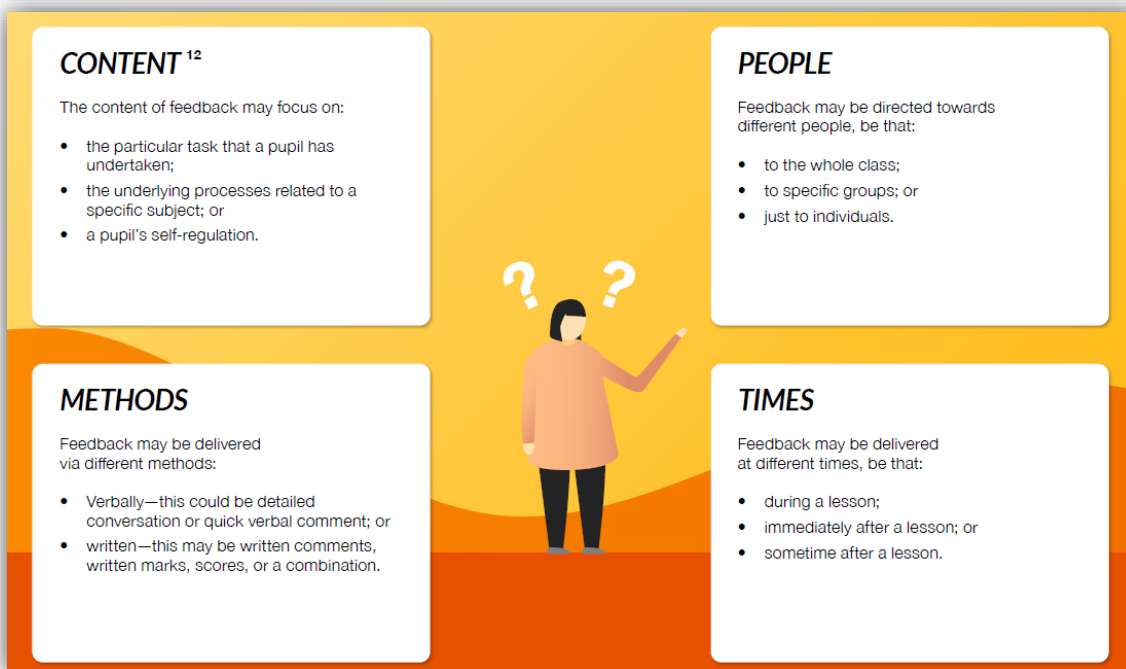 CONTENT 12
The content of feedback may focus on:
• the particular task that a pupil has
undertaken;
• the underlying processes related to a
specific subject; or
• a pupil's self-regulation.
PEOPLE
Feedback may be directed towards
different people, be that:
• to the whole class;
• to specific groups; or
• just to individuals.
? ?
METHODS
Feedback may be delivered
via different methods:
• Verbally—this could be detailed
conversation or quick verbal comment; or
• written—this may be written comments,
written marks, scores, or a combination.
TIMES
Feedback may be delivered
at different times, be that:
• during a lesson;
• immediately after a lesson; or
• sometime after a lesson.